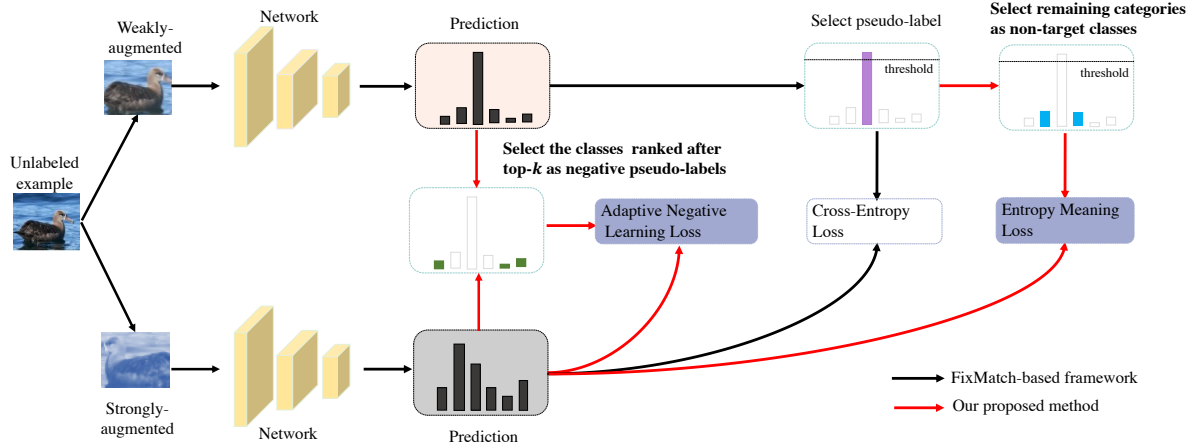 Weakly-
augmented
Network
Prediction
Select pseudo-label
Select remaining categories
as non-target classes
threshold
threshold
Unlabeled
example
Select the classes ranked after
top-k as negative pseudo-labels
Adaptive Negative
Learning Loss
Cross-Entropy
Loss
Entropy Meaning
Loss
Strongly-
augmented
Network
Prediction
FixMatch-based framework
Our proposed method